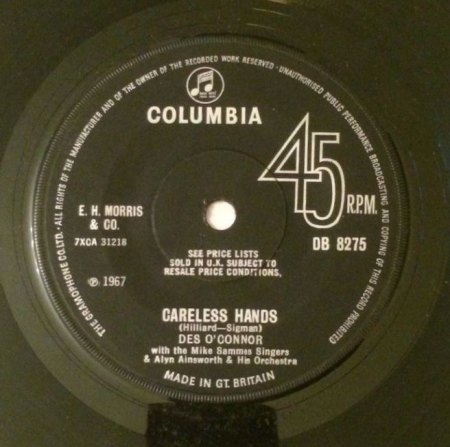 ALL RIGHTS OF THE MANUFACTURER AND OF THE OWNER OF THE RECORDED WORK RESERVED · UNAUTHORISED PUBLIC PERFORMANCE BROADCASTING AND COPYING OF THIS RECORD PROHIBITED
THE GRAMOPHONE CO. LTD.
COLUMBIA
45 R.P.M.
E. H. MORRIS
& CO.
7XCA 31218
DB 8275
SEE PRICE LISTS
SOLD IN U.K. SUBJECT TO
RESALE PRICE CONDITIONS,
℗ 1967
CARELESS HANDS
(Hilliard—Sigman)
DES O'CONNOR
with the Mike Sammes Singers
& Alyn Ainsworth & His Orchestra
MADE IN GT. BRITAIN